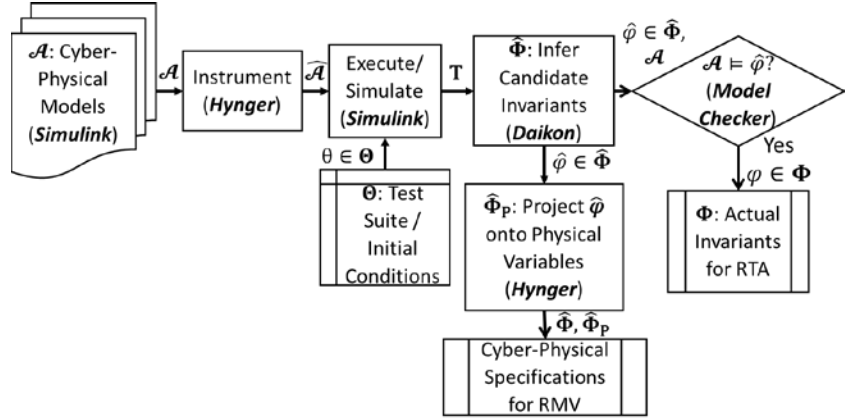 𝒜: Cyber-
Physical
Models
(Simulink)
𝒜
Instrument
(Hynger)
𝒜̂
Execute/
Simulate
(Simulink)
T
Φ̂: Infer
Candidate
Invariants
(Daikon)
φ̂ ∈ Φ̂,
𝒜
𝒜 ⊨ φ̂?
(Model
Checker)
Yes
φ ∈ Φ
Φ: Actual
Invariants
for RTA
θ ∈ Θ
Θ: Test
Suite /
Initial
Conditions
φ̂ ∈ Φ̂
Φ̂P: Project φ̂
onto Physical
Variables
(Hynger)
Φ̂, Φ̂P
Cyber-Physical
Specifications
for RMV